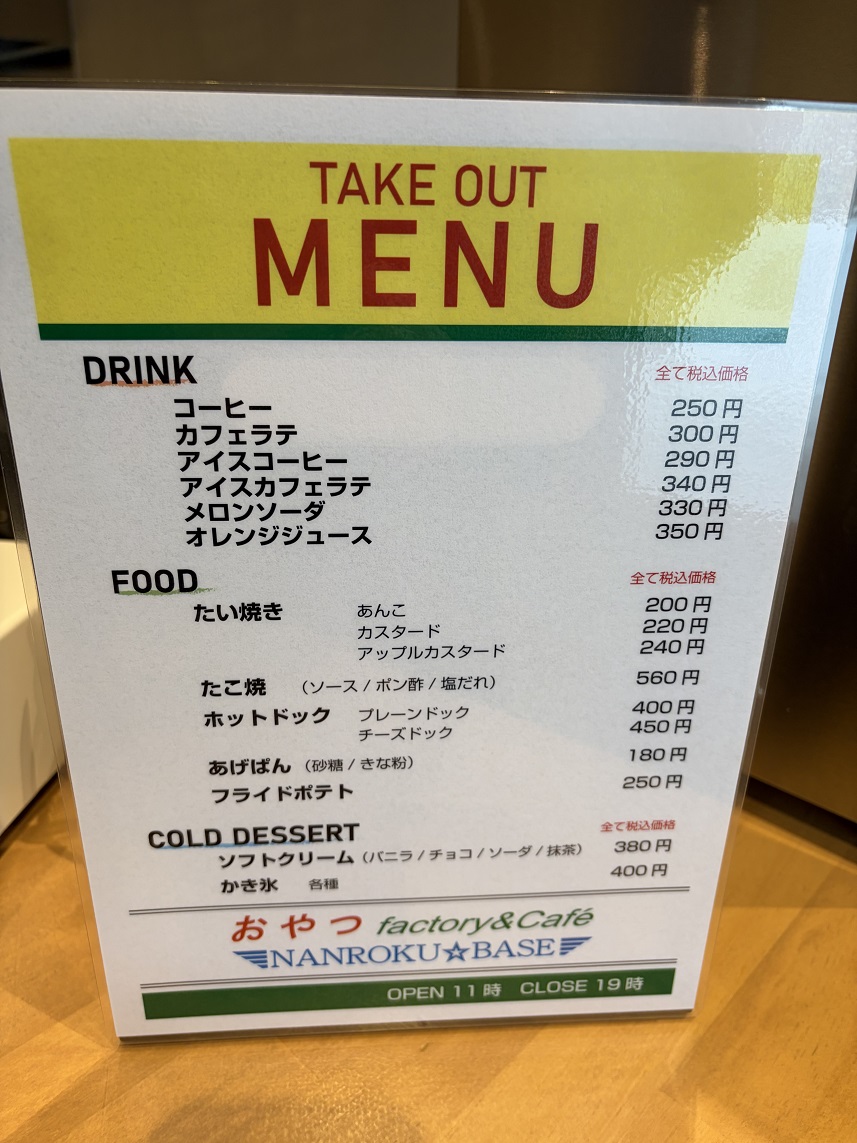 TAKE OUT
MENU
DRINK 全て税込価格
コーヒー 250円
カフェラテ 300円
アイスコーヒー 290円
アイスカフェラテ 340円
メロンソーダ 330円
オレンジジュース 350円
FOOD 全て税込価格
たい焼き あんこ 200円
カスタード 220円
アップルカスタード 240円
たこ焼 (ソース/ポン酢/塩だれ) 560円
ホットドック プレーンドック 400円
チーズドック 450円
あげぱん (砂糖/きな粉) 180円
フライドポテト 250円
COLD DESSERT 全て税込価格
ソフトクリーム (バニラ/チョコ/ソーダ/抹茶) 380円
かき氷 各種 400円
おやつ factory&Café
NANROKU☆BASE
OPEN 11時 CLOSE 19時